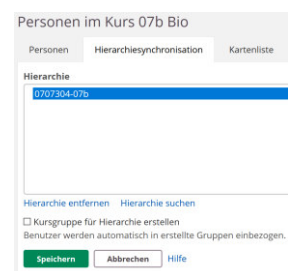 Personen im Kurs 07b Bio
Personen Hierarchiesynchronisation Kartenliste
Hierarchie
0707304-07b
Hierarchie entfernen Hierarchie suchen
Kursgruppe für Hierarchie erstellen
Benutzer werden automatisch in erstellte Gruppen einbezogen.
Speichern Abbrechen Hilfe